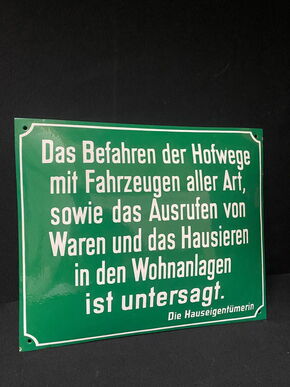 Das Befahren der Hofwege
mit Fahrzeugen aller Art,
sowie das Ausrufen von
Waren und das Hausieren
in den Wohnanlagen
ist untersagt.
Die Hauseigentümerin